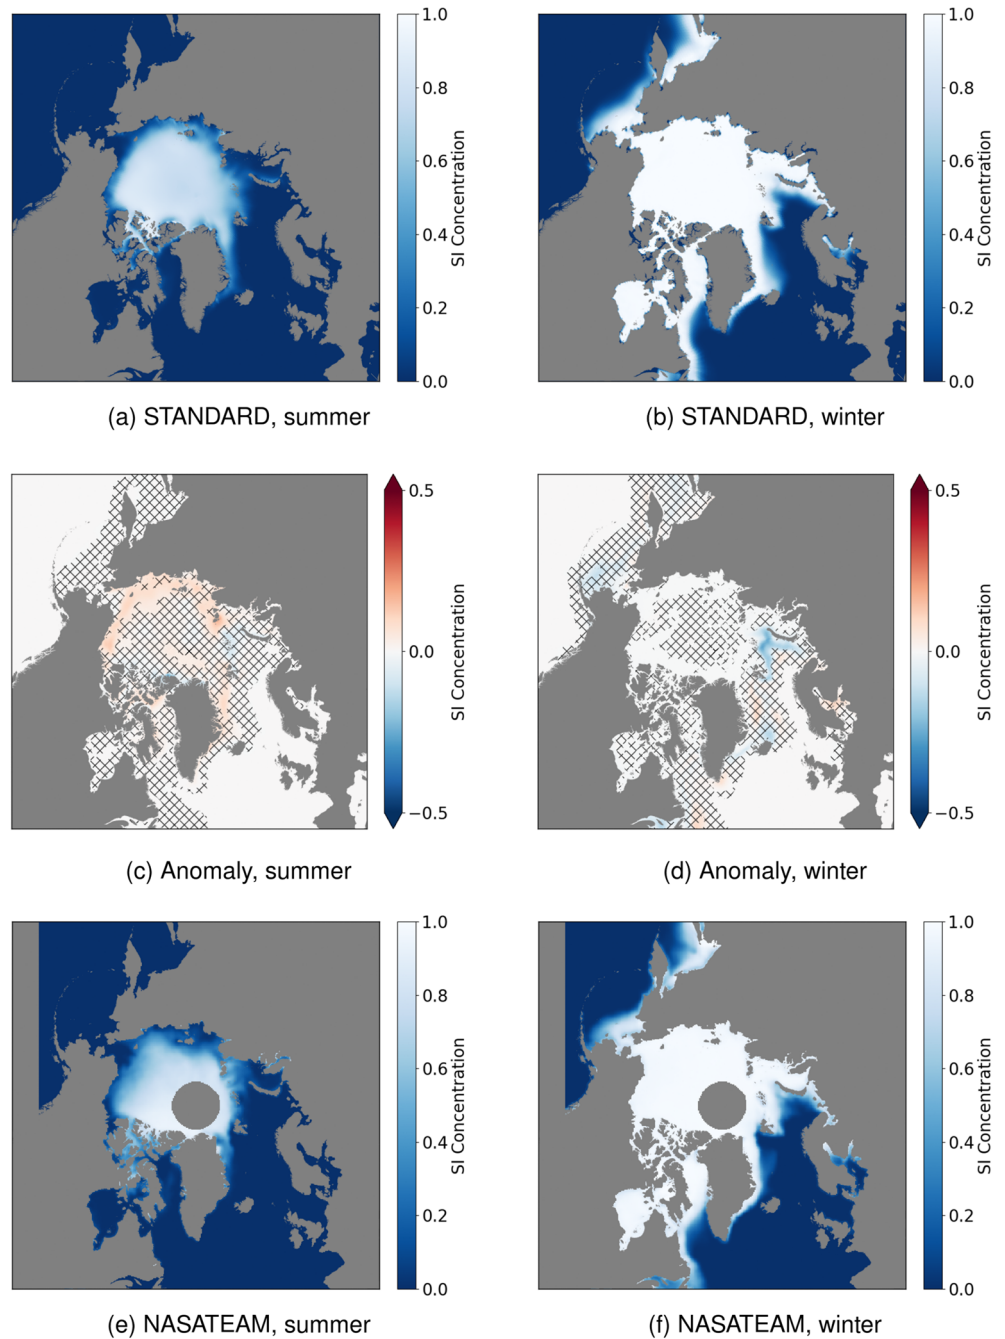 1.0
0.8
0.6
0.4
0.2
0.0
SI Concentration
(a) STANDARD, summer
1.0
0.8
0.6
0.4
0.2
0.0
SI Concentration
(b) STANDARD, winter
0.5
0.0
−0.5
SI Concentration
(c) Anomaly, summer
0.5
0.0
−0.5
SI Concentration
(d) Anomaly, winter
1.0
0.8
0.6
0.4
0.2
0.0
SI Concentration
(e) NASATEAM, summer
1.0
0.8
0.6
0.4
0.2
0.0
SI Concentration
(f) NASATEAM, winter